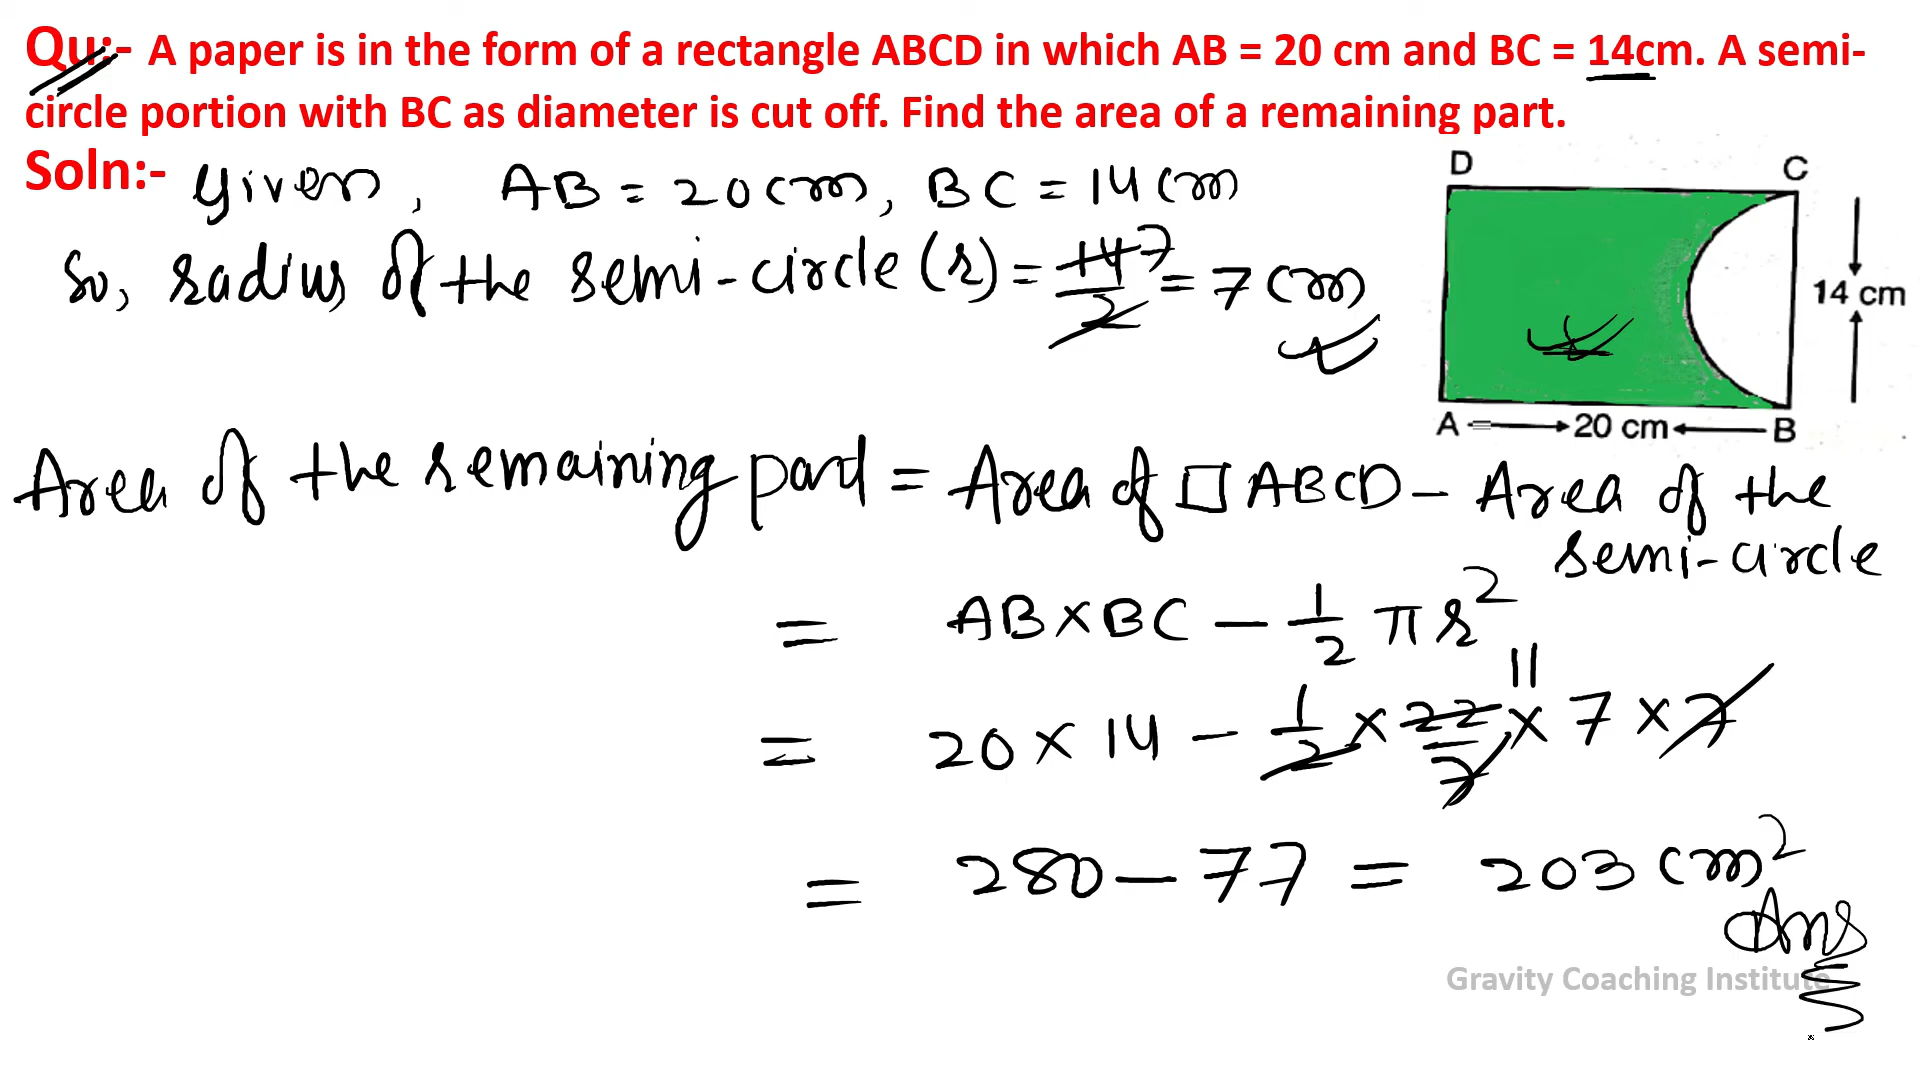 Qu:- A paper is in the form of a rectangle ABCD in which AB = 20 cm and BC = 14cm. A semi-
circle portion with BC as diameter is cut off. Find the area of a remaining part.
Soln:- Given, AB = 20 cm, BC = 14 cm
So, radius of the semi-circle (r) = 14/2 7 = 7 cm
D C
14 cm
A 20 cm B
Area of the remaining part = Area of □ ABCD - Area of the
semi-circle
= AB × BC - 1/2 π r²
= 20 × 14 - 1/2 × 22/7 11 × 7 × 7
= 280 - 77 = 203 cm²
Ans
Gravity Coaching Institute